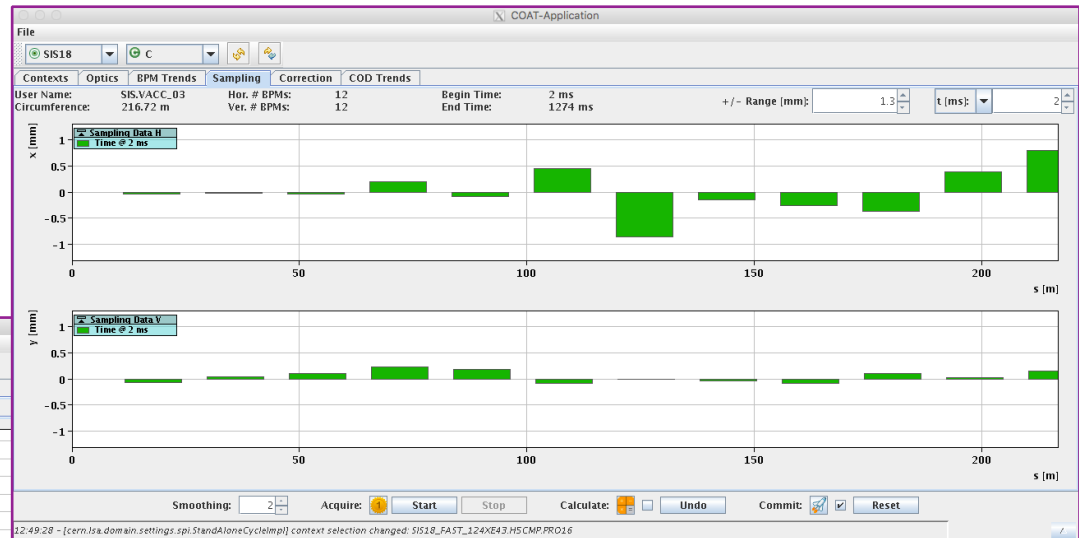 COAT-Application
File
SIS18 C
Contexts Optics BPM Trends Sampling Correction COD Trends
User Name: SIS.VACC_03 Hor. # BPMs: 12 Begin Time: 2 ms
Circumference: 216.72 m Ver. # BPMs: 12 End Time: 1274 ms
+/- Range [mm]: 1.3 t [ms]: 2
Sampling Data H
Time @ 2 ms
x [mm]
1
0.5
0
-0.5
-1
0 50 100 150 200
s [m]
Sampling Data V
Time @ 2 ms
y [mm]
1
0.5
0
-0.5
-1
0 50 100 150 200
s [m]
Smoothing: 2 Acquire: 1 Start Stop Calculate: Undo Commit: Reset
12:49:28 - [cern.lsa.domain.settings.spi.StandAloneCycleImpl] context selection changed: SIS18_FAST_124XE43.H5CMP.PRO16